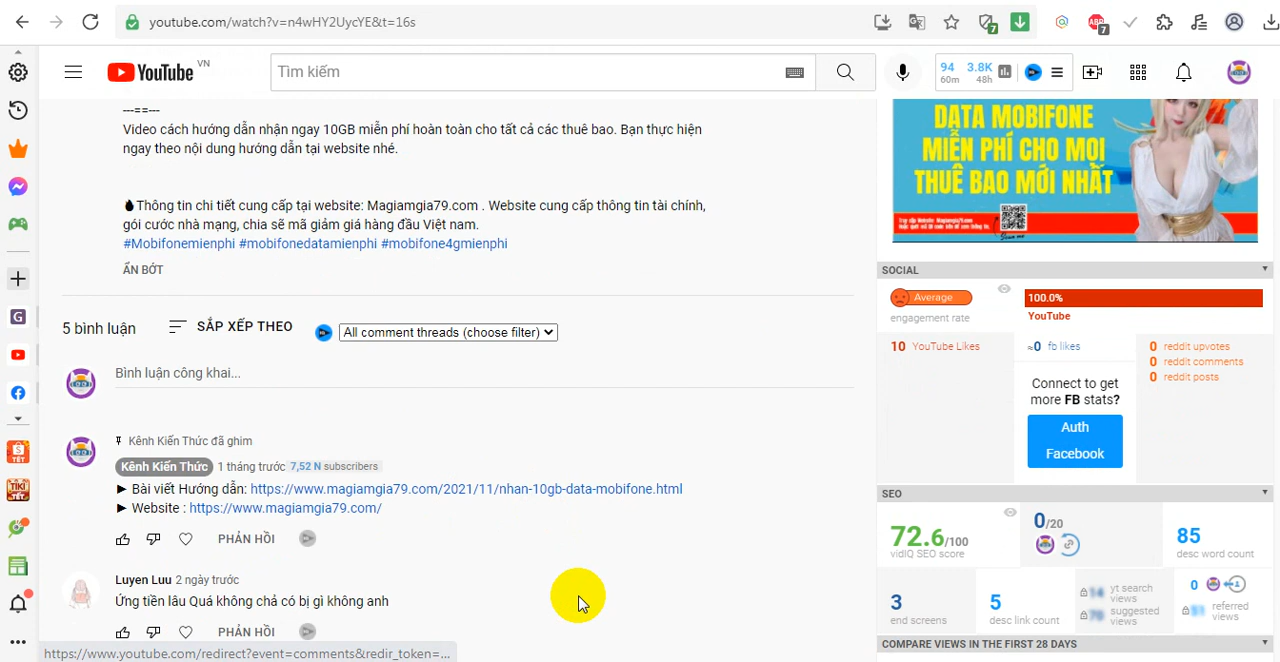 youtube.com/watch?v=n4wHY2UycYE&t=16s
7
ABP
7
YouTube
VN
Tìm kiếm
94
60m
3.8K
48h
---==---
Video cách hướng dẫn nhận ngay 10GB miễn phí hoàn toàn cho tất cả các thuê bao. Bạn thực hiện
ngay theo nội dung hướng dẫn tại website nhé.
Thông tin chi tiết cung cấp tại website: Magiamgia79.com . Website cung cấp thông tin tài chính,
gói cước nhà mạng, chia sẽ mã giảm giá hàng đầu Việt nam.
#Mobifonemienphi #mobifonedatamienphi #mobifone4gmienphi
ẨN BỚT
5 bình luận
SẮP XẾP THEO
All comment threads (choose filter)
Bình luận công khai...
Kênh Kiến Thức đã ghim
Kênh Kiến Thức 1 tháng trước 7,52 N subscribers
► Bài viết Hướng dẫn: https://www.magiamgia79.com/2021/11/nhan-10gb-data-mobifone.html
► Website : https://www.magiamgia79.com/
PHẢN HỒI
Luyen Luu 2 ngày trước
Ứng tiền lâu Quá không chả có bị gì không anh
PHẢN HỒI
https://www.youtube.com/redirect?event=comments&redir_token=...
TẾT
TIKI
TẾT
DATA MOBIFONE
MIỄN PHÍ CHO MỌI
THUÊ BAO MỚI NHẤT
SOCIAL
Average
engagement rate
100.0%
YouTube
10 YouTube Likes
≈0 fb likes
Connect to get
more FB stats?
Auth
Facebook
0 reddit upvotes
0 reddit comments
0 reddit posts
SEO
72.6/100
vidIQ SEO score
0/20
85
desc word count
3
end screens
5
desc link count
yt search
views
suggested
views
0
referred
views
COMPARE VIEWS IN THE FIRST 28 DAYS